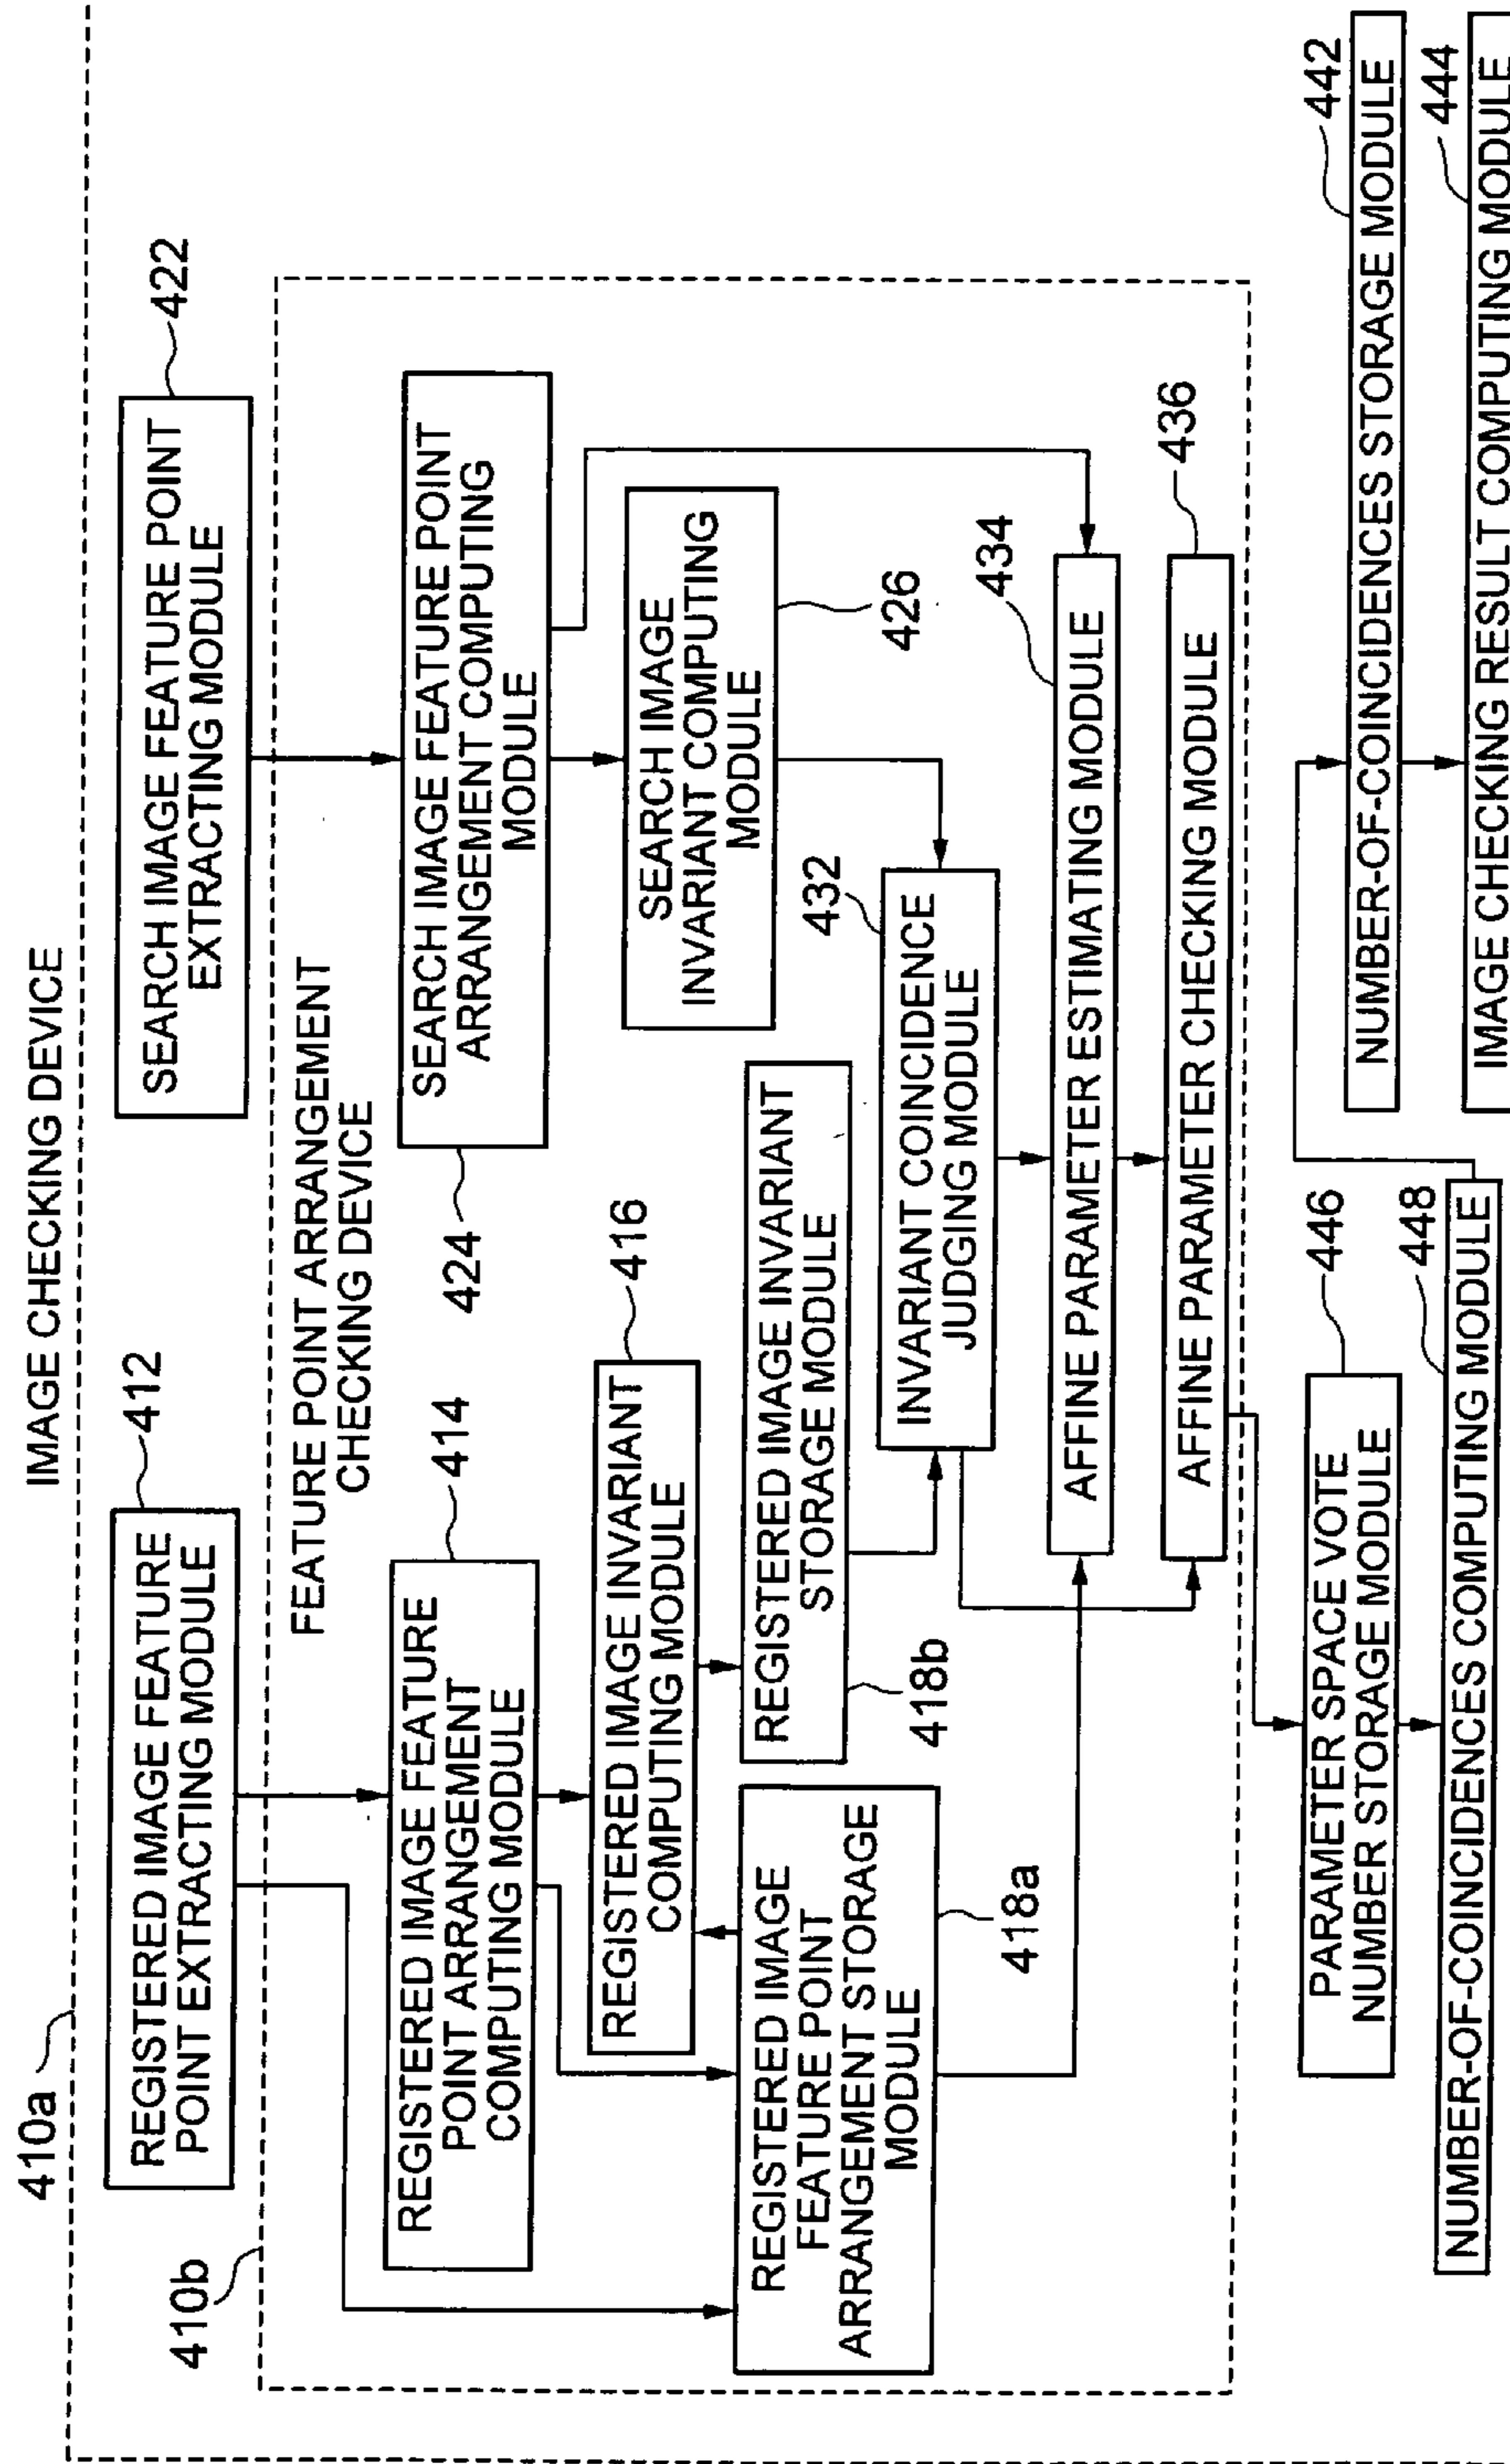 IMAGE CHECKING DEVICE
410a
412
REGISTERED IMAGE FEATURE
POINT EXTRACTING MODULE
422
SEARCH IMAGE FEATURE POINT
EXTRACTING MODULE
410b
FEATURE POINT ARRANGEMENT
CHECKING DEVICE
414
REGISTERED IMAGE FEATURE
POINT ARRANGEMENT
COMPUTING MODULE
424
SEARCH IMAGE FEATURE POINT
ARRANGEMENT COMPUTING
MODULE
416
REGISTERED IMAGE INVARIANT
COMPUTING MODULE
SEARCH IMAGE
INVARIANT COMPUTING
MODULE
426
REGISTERED IMAGE
FEATURE POINT
ARRANGEMENT STORAGE
MODULE
418a
REGISTERED IMAGE INVARIANT
STORAGE MODULE
418b
432
INVARIANT COINCIDENCE
JUDGING MODULE
434
AFFINE PARAMETER ESTIMATING MODULE
436
AFFINE PARAMETER CHECKING MODULE
446
PARAMETER SPACE VOTE
NUMBER STORAGE MODULE
448
NUMBER-OF-COINCIDENCES COMPUTING MODULE
442
NUMBER-OF-COINCIDENCES STORAGE MODULE
444
IMAGE CHECKING RESULT COMPUTING MODULE